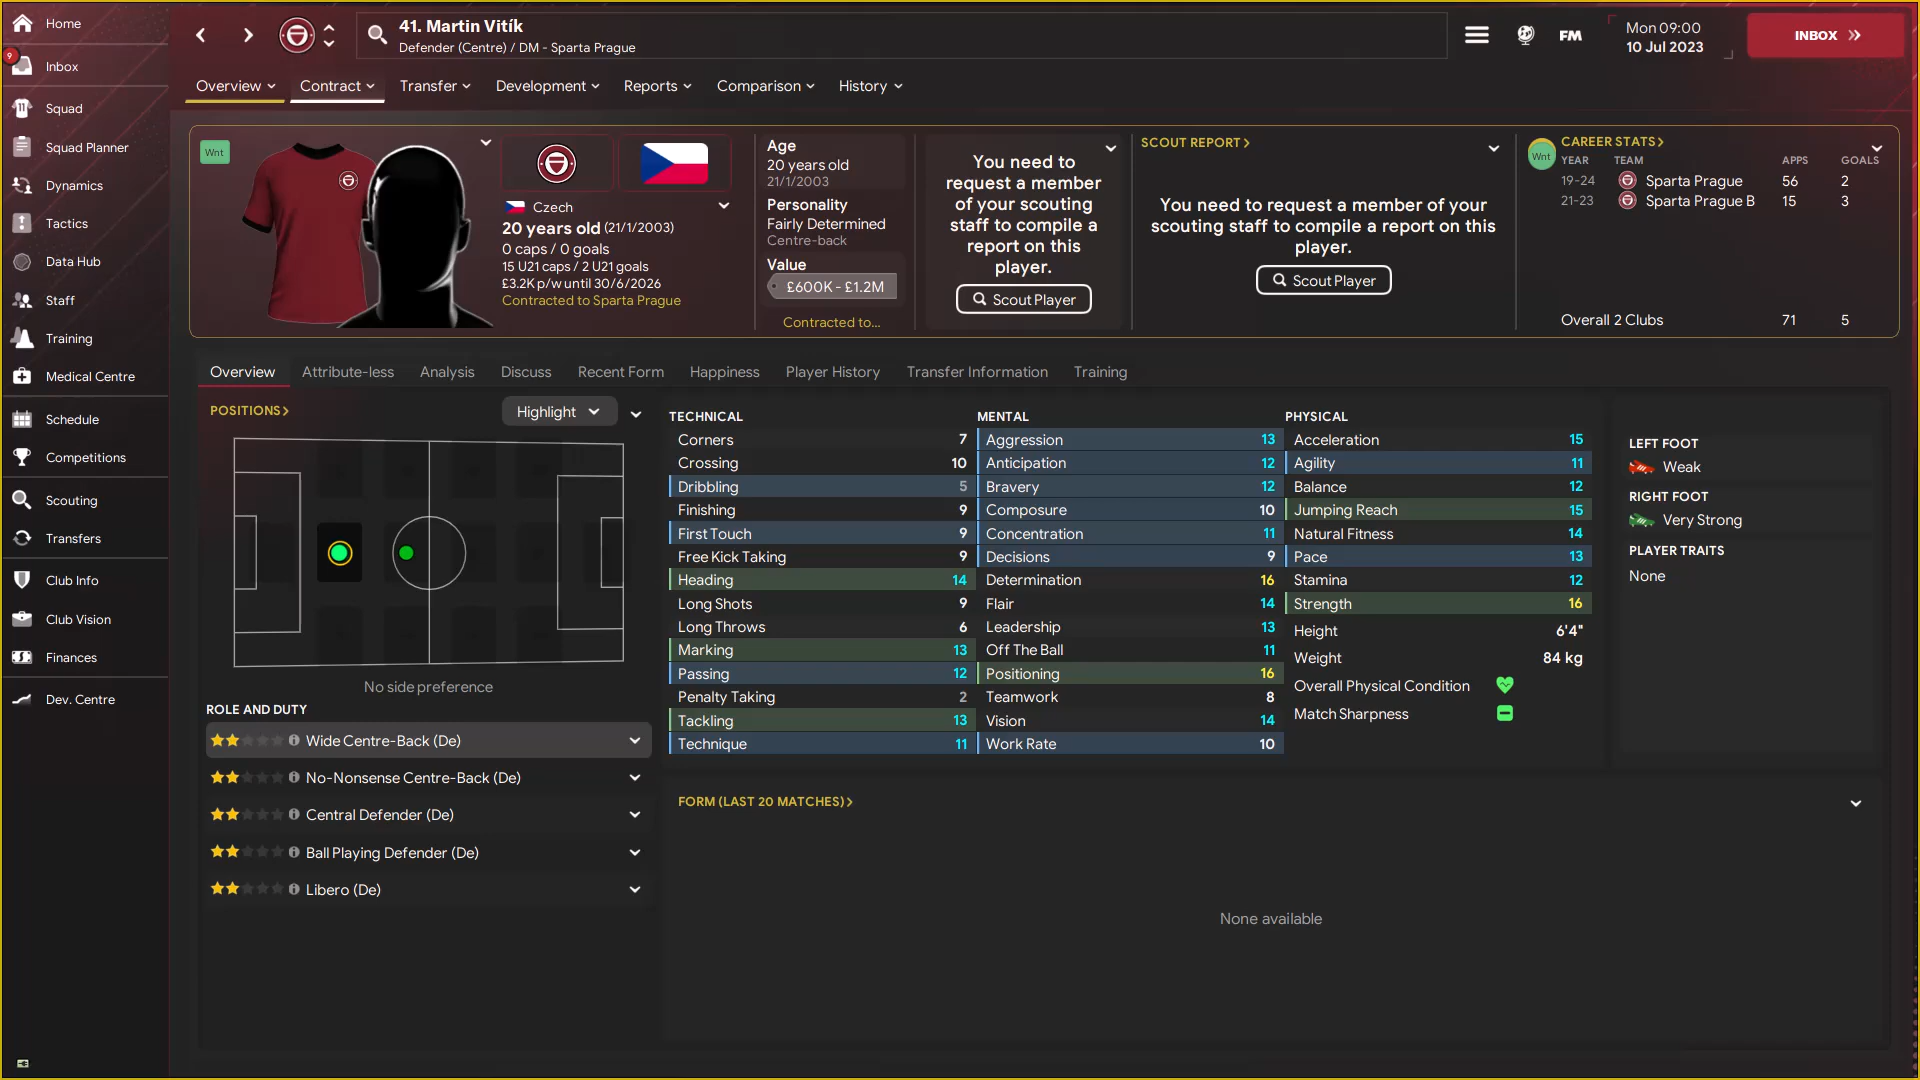 Home
9
Inbox
Squad
Squad Planner
Dynamics
Tactics
Data Hub
Staff
Training
Medical Centre
Schedule
Competitions
Scouting
Transfers
Club Info
Club Vision
Finances
Dev. Centre
41. Martin Vitík
Defender (Centre) / DM - Sparta Prague
FM
Mon 09:00
10 Jul 2023
INBOX
Overview
Contract
Transfer
Development
Reports
Comparison
History
Wnt
Czech
20 years old (21/1/2003)
0 caps / 0 goals
15 U21 caps / 2 U21 goals
£3.2K p/w until 30/6/2026
Contracted to Sparta Prague
Age
20 years old
21/1/2003
Personality
Fairly Determined
Centre-back
Value
£600K - £1.2M
Contracted to...
You need to
request a member
of your scouting
staff to compile a
report on this
player.
Scout Player
SCOUT REPORT
You need to request a member of your
scouting staff to compile a report on this
player.
Scout Player
Wnt
CAREER STATS
YEAR TEAM APPS GOALS
19-24 Sparta Prague 56 2
21-23 Sparta Prague B 15 3
Overall 2 Clubs 71 5
Overview Attribute-less Analysis Discuss Recent Form Happiness Player History Transfer Information Training
POSITIONS
Highlight
No side preference
ROLE AND DUTY
Wide Centre-Back (De)
No-Nonsense Centre-Back (De)
Central Defender (De)
Ball Playing Defender (De)
Libero (De)
TECHNICAL
Corners 7
Crossing 10
Dribbling 5
Finishing 9
First Touch 9
Free Kick Taking 9
Heading 14
Long Shots 9
Long Throws 6
Marking 13
Passing 12
Penalty Taking 2
Tackling 13
Technique 11
MENTAL
Aggression 13
Anticipation 12
Bravery 12
Composure 10
Concentration 11
Decisions 9
Determination 16
Flair 14
Leadership 13
Off The Ball 11
Positioning 16
Teamwork 8
Vision 14
Work Rate 10
PHYSICAL
Acceleration 15
Agility 11
Balance 12
Jumping Reach 15
Natural Fitness 14
Pace 13
Stamina 12
Strength 16
Height 6'4"
Weight 84 kg
Overall Physical Condition
Match Sharpness
LEFT FOOT
Weak
RIGHT FOOT
Very Strong
PLAYER TRAITS
None
FORM (LAST 20 MATCHES)
None available